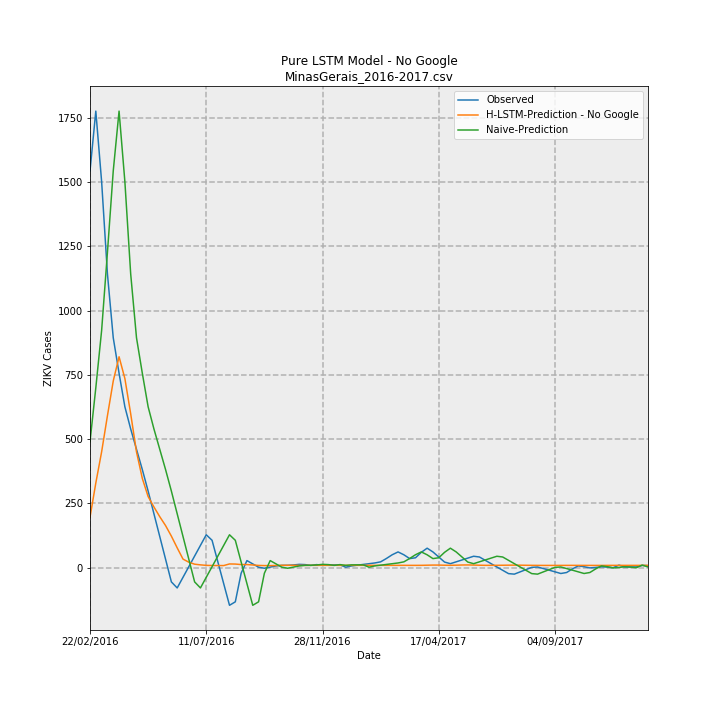 Pure LSTM Model - No Google
MinasGerais_2016-2017.csv
Observed
H-LSTM-Prediction - No Google
Naive-Prediction
ZIKV Cases
1750
1500
1250
1000
750
500
250
0
22/02/2016
11/07/2016
28/11/2016
17/04/2017
04/09/2017
Date